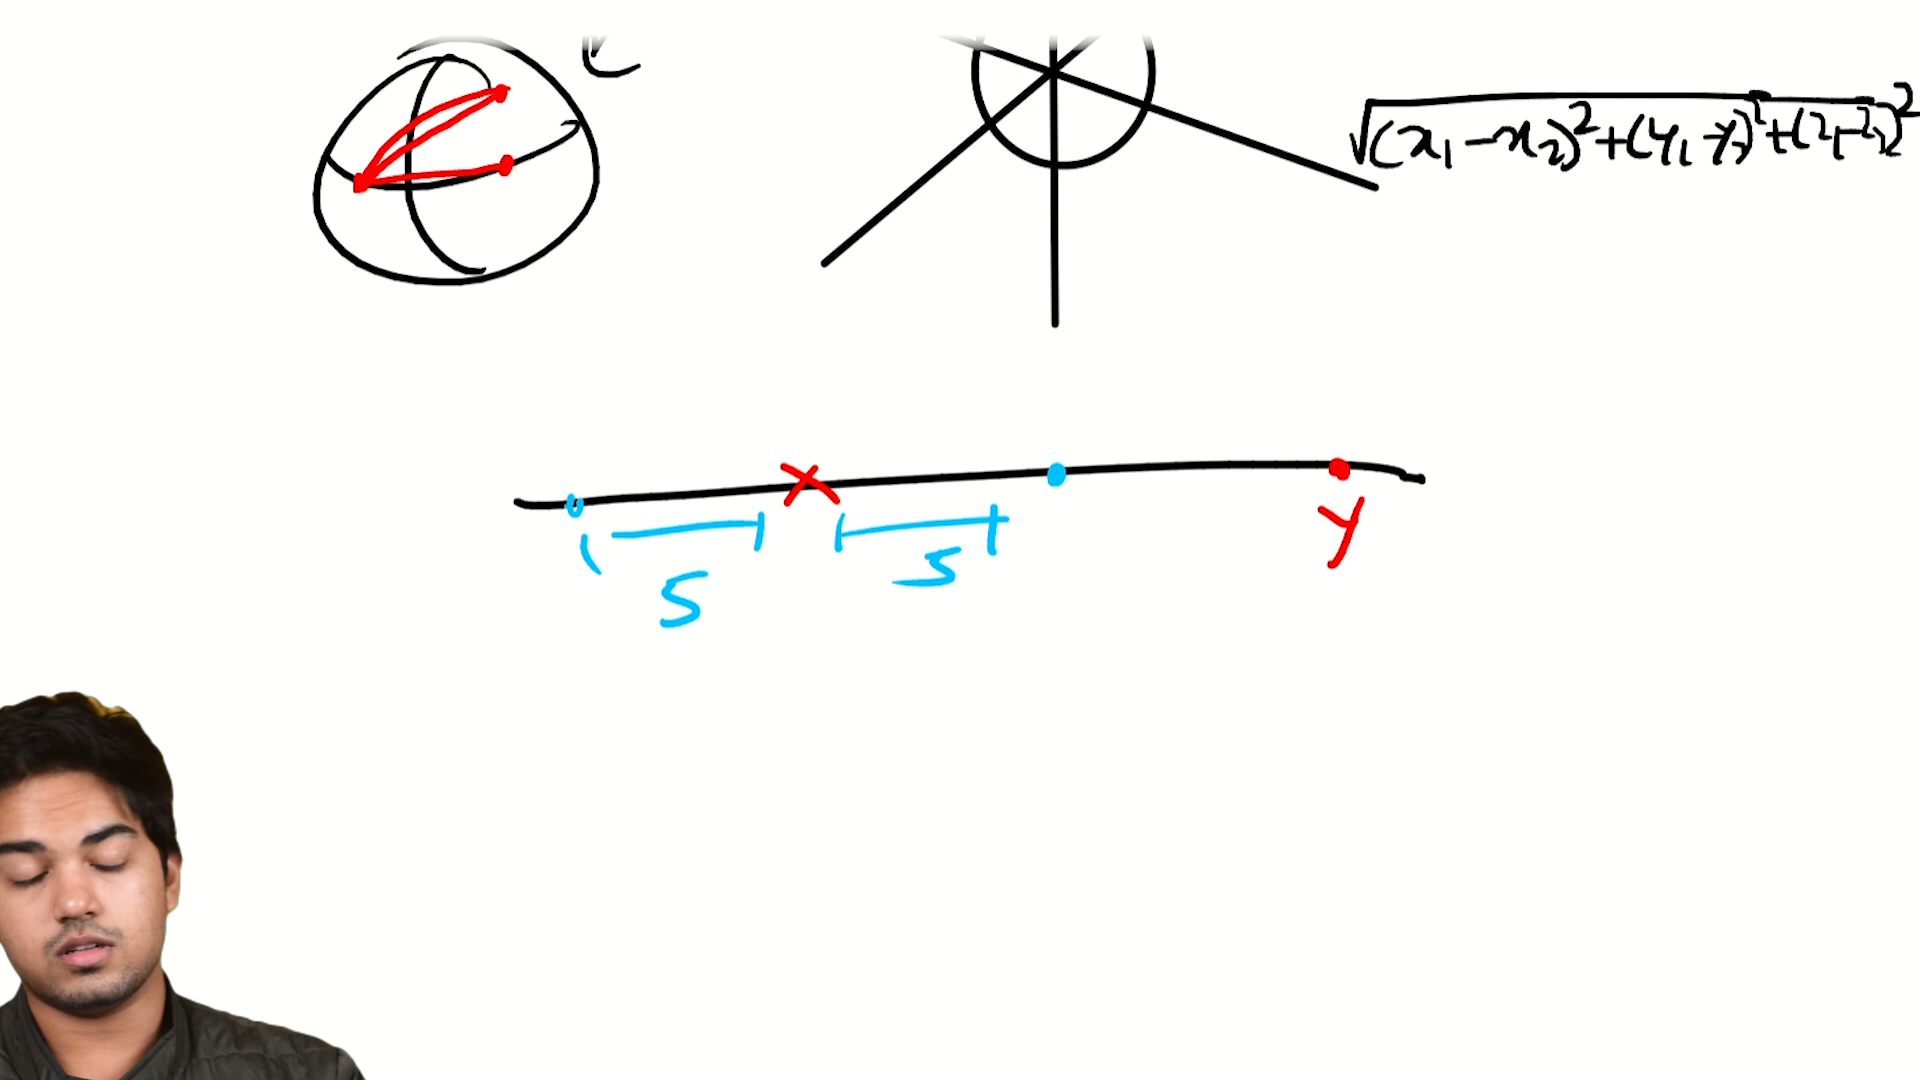 √(x₁-x₂)²+(y₁-y₂)²+(z₁-z₂)²
x
y
5
5